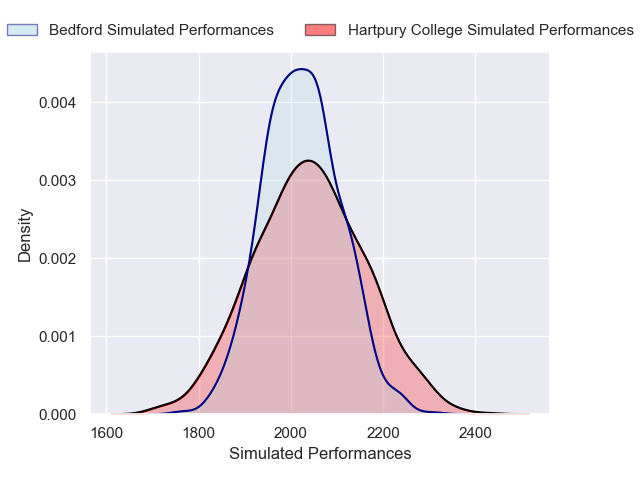 Bedford Simulated Performances
Hartpury College Simulated Performances
0.004
0.003
0.002
0.001
0.000
Density
1600
1800
2000
2200
2400
Simulated Performances